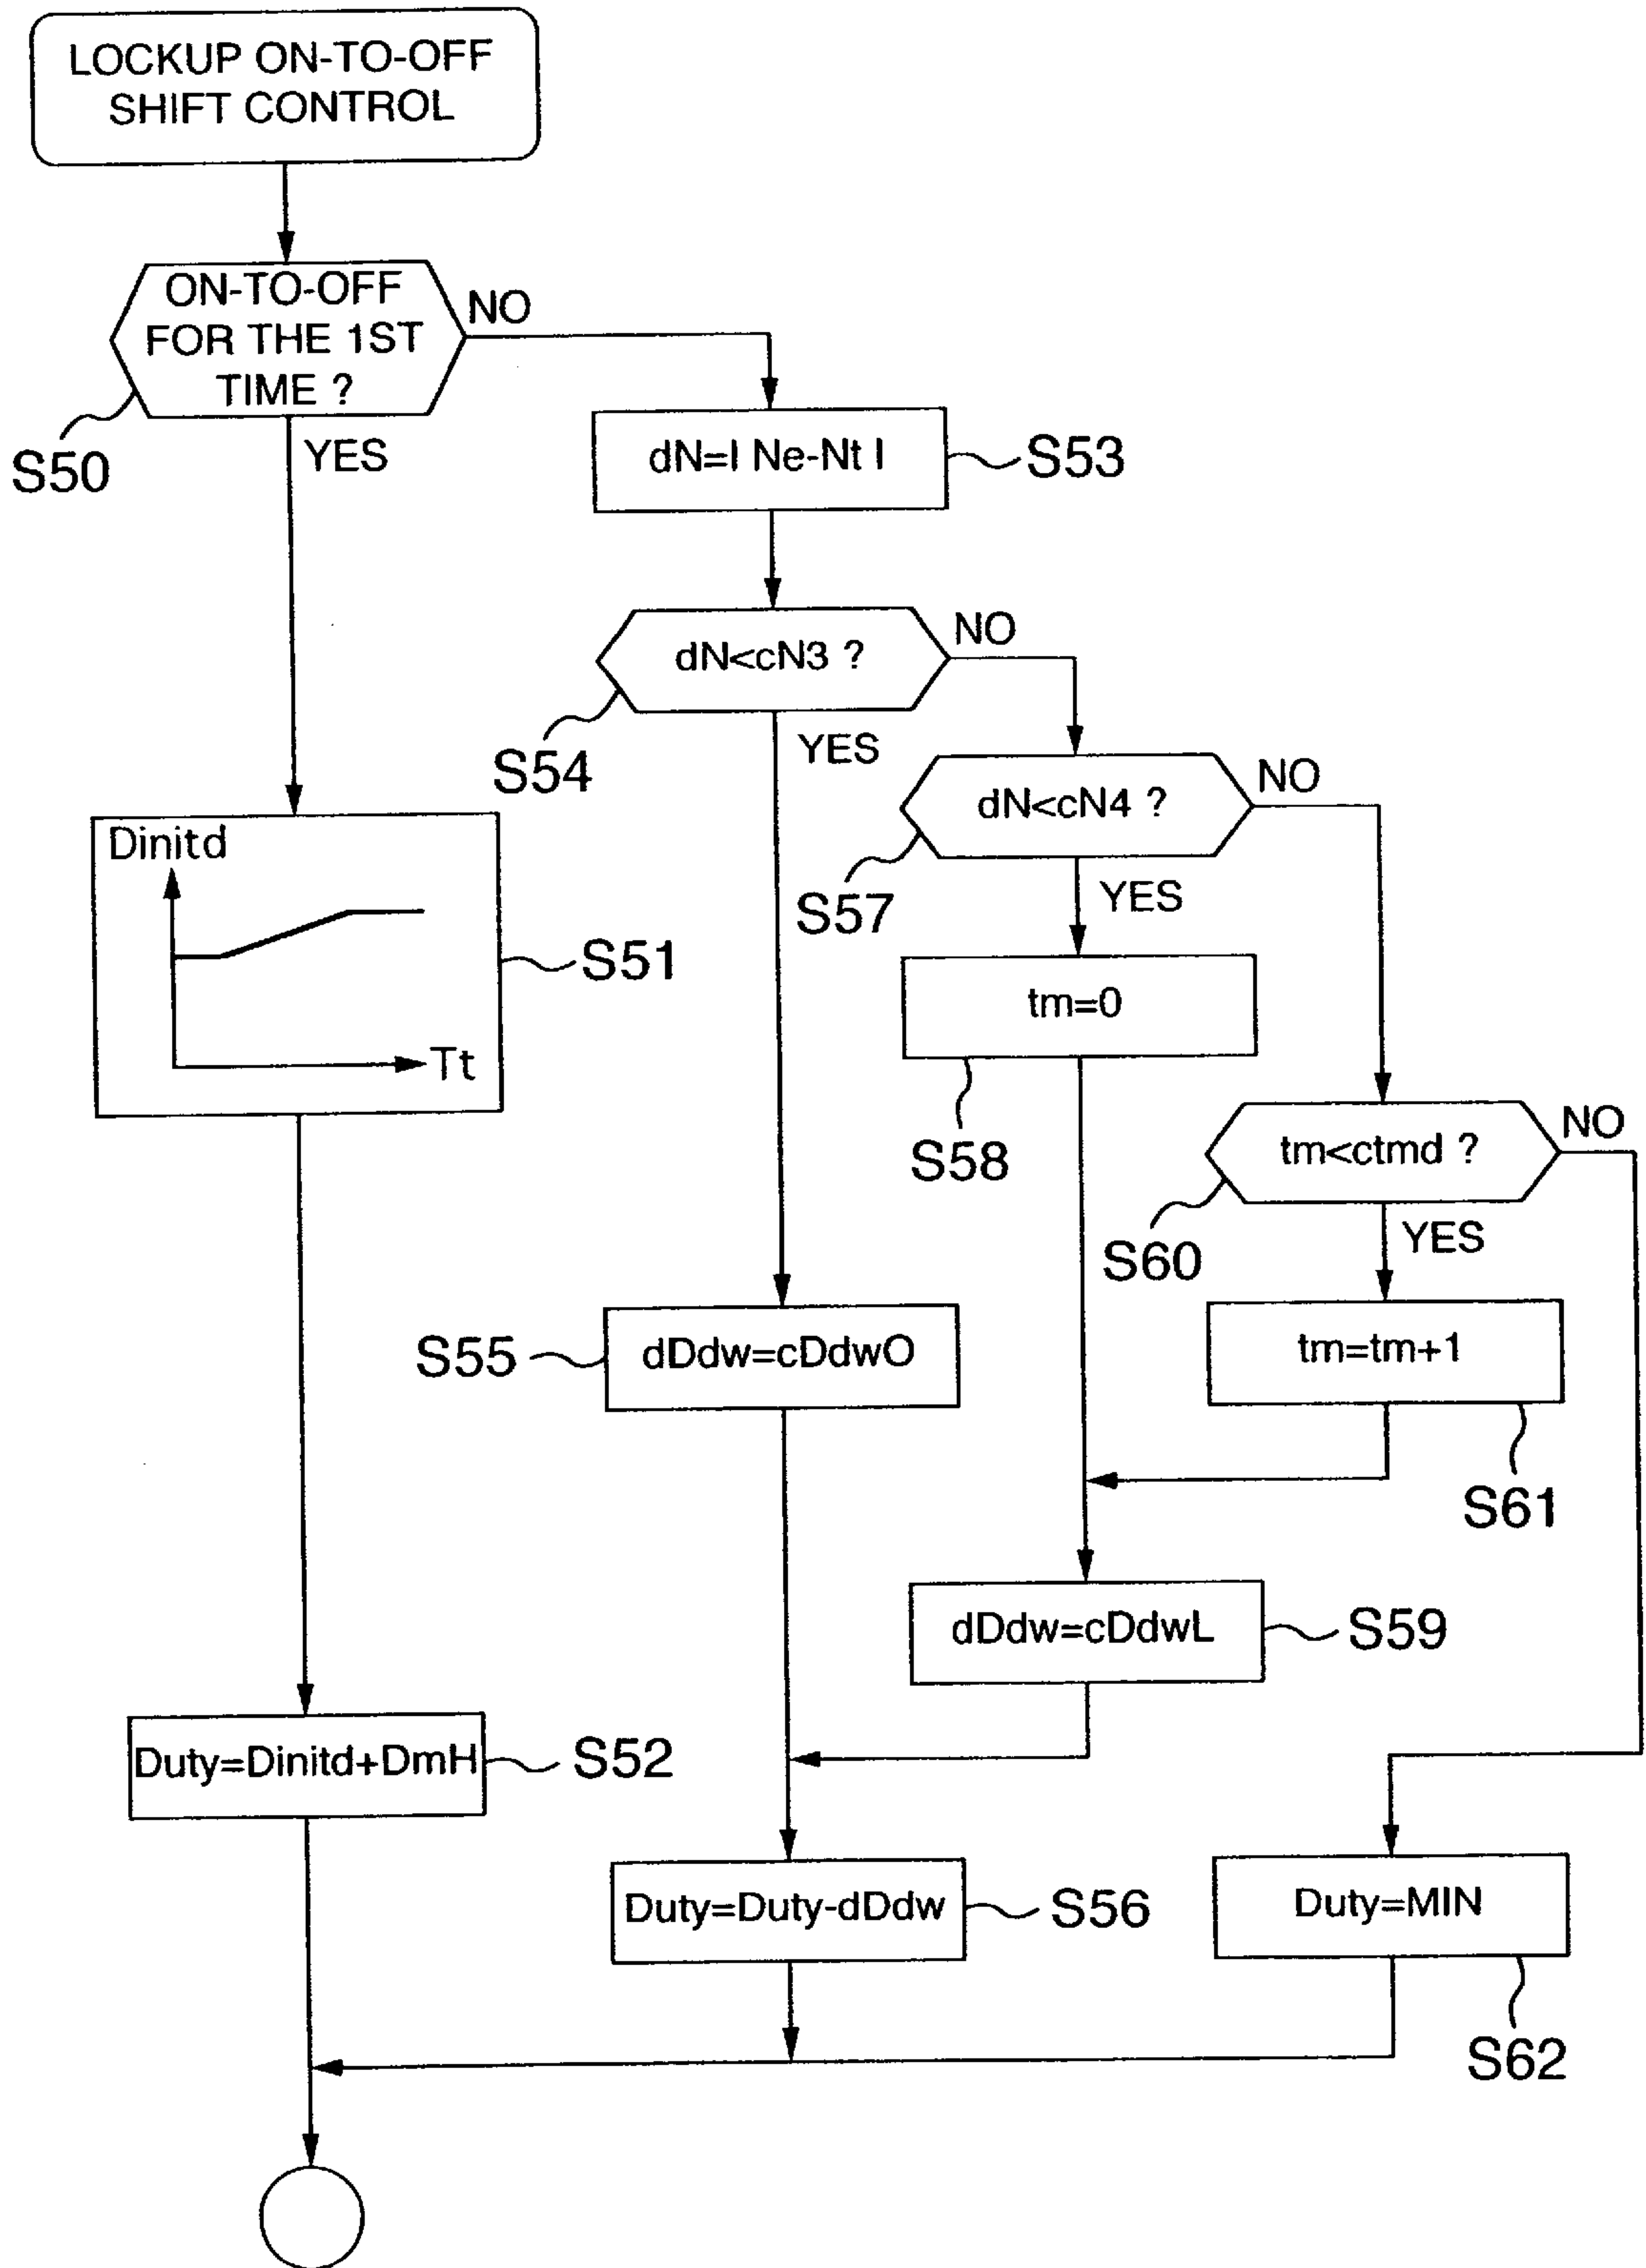 LOCKUP ON-TO-OFF
SHIFT CONTROL
ON-TO-OFF
FOR THE 1ST
TIME ?
NO
S50
YES
dN=I Ne-Nt I
S53
dN<cN3 ?
NO
S54
YES
dN<cN4 ?
NO
S57
YES
Dinitd
Tt
S51
tm=0
S58
tm<ctmd ?
NO
S60
YES
S55
dDdw=cDdwO
tm=tm+1
S61
dDdw=cDdwL
S59
Duty=Dinitd+DmH
S52
Duty=Duty-dDdw
S56
Duty=MIN
S62